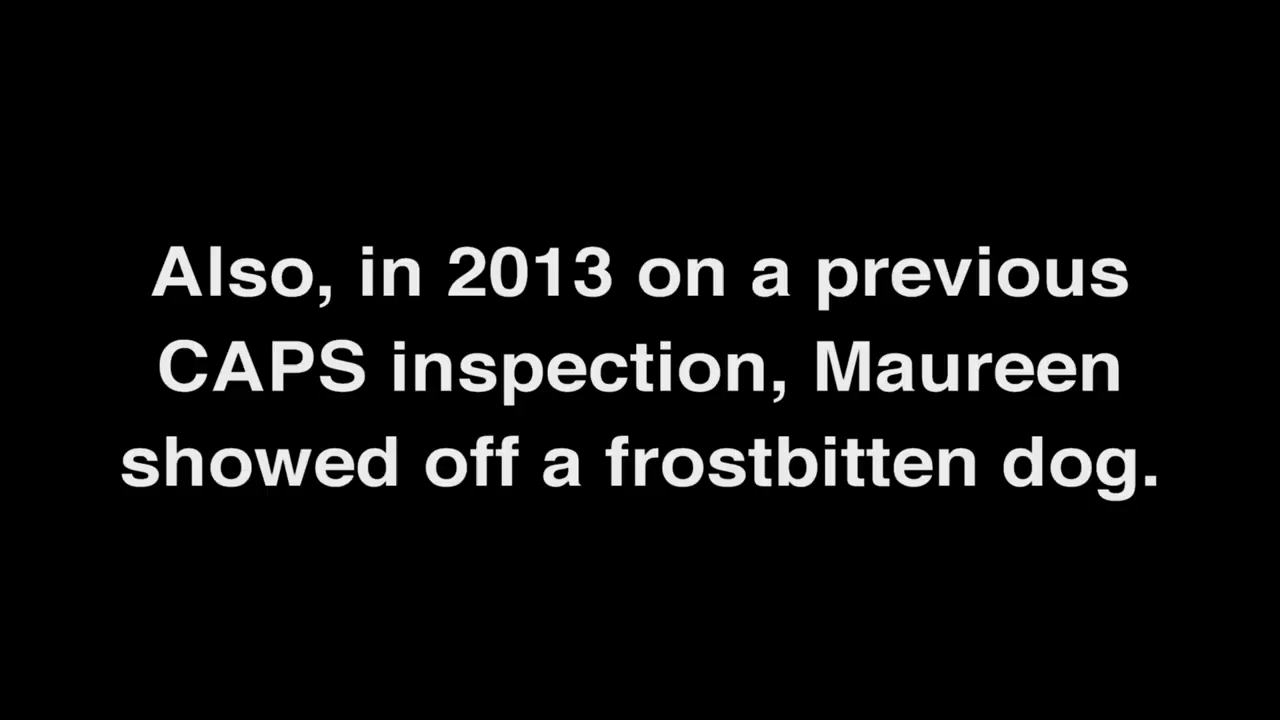 Also, in 2013 on a previous
CAPS inspection, Maureen
showed off a frostbitten dog.